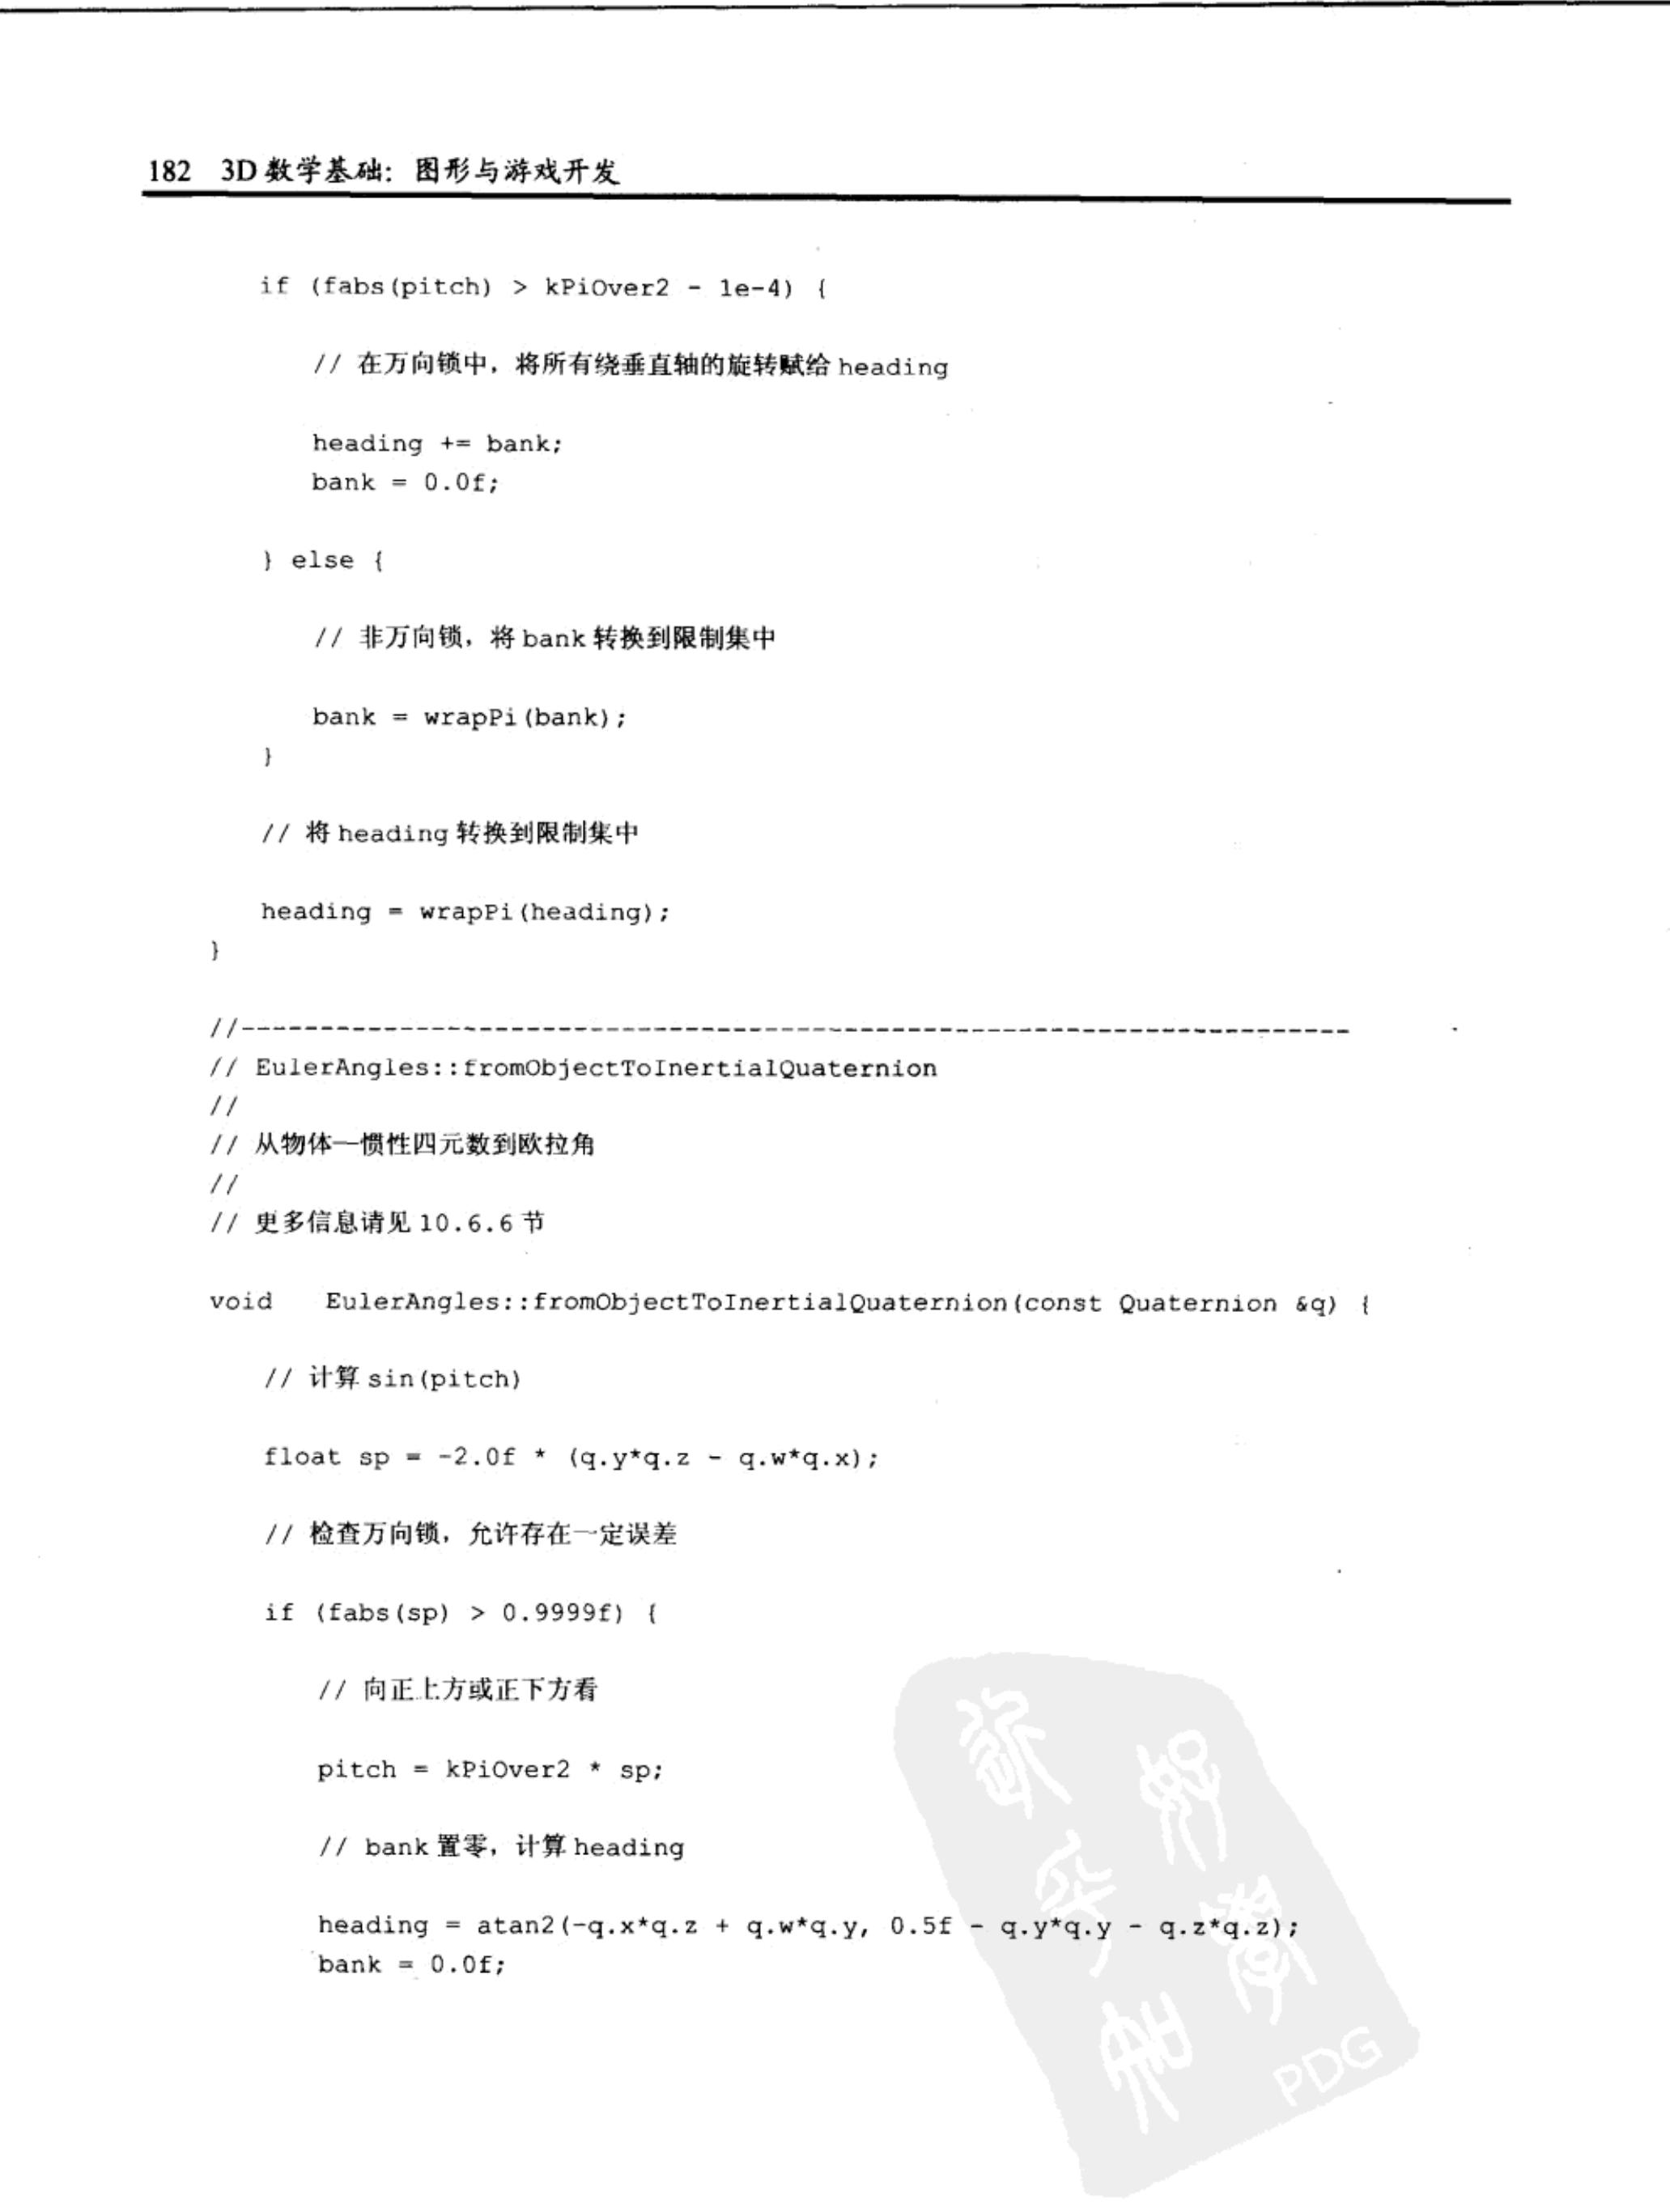 182 3D 数学基础: 图形与游戏开发
if (fabs(pitch) > kPiOver2 - 1e-4) {
// 在万向锁中，将所有绕垂直轴的旋转赋给 heading
heading += bank;
bank = 0.0f;
} else {
// 非万向锁，将 bank 转换到限制集中
bank = wrapPi(bank);
}
// 将 heading 转换到限制集中
heading = wrapPi(heading);
}
//----------------------------------------------------------------------
// EulerAngles::fromObjectToInertialQuaternion
//
// 从物体—惯性四元数到欧拉角
//
// 更多信息请见 10.6.6 节
void EulerAngles::fromObjectToInertialQuaternion(const Quaternion &q) {
// 计算 sin(pitch)
float sp = -2.0f * (q.y*q.z - q.w*q.x);
// 检查万向锁，允许存在一定误差
if (fabs(sp) > 0.9999f) {
// 向正上方或正下方看
pitch = kPiOver2 * sp;
// bank 置零，计算 heading
heading = atan2(-q.x*q.z + q.w*q.y, 0.5f - q.y*q.y - q.z*q.z);
bank = 0.0f;
PDG